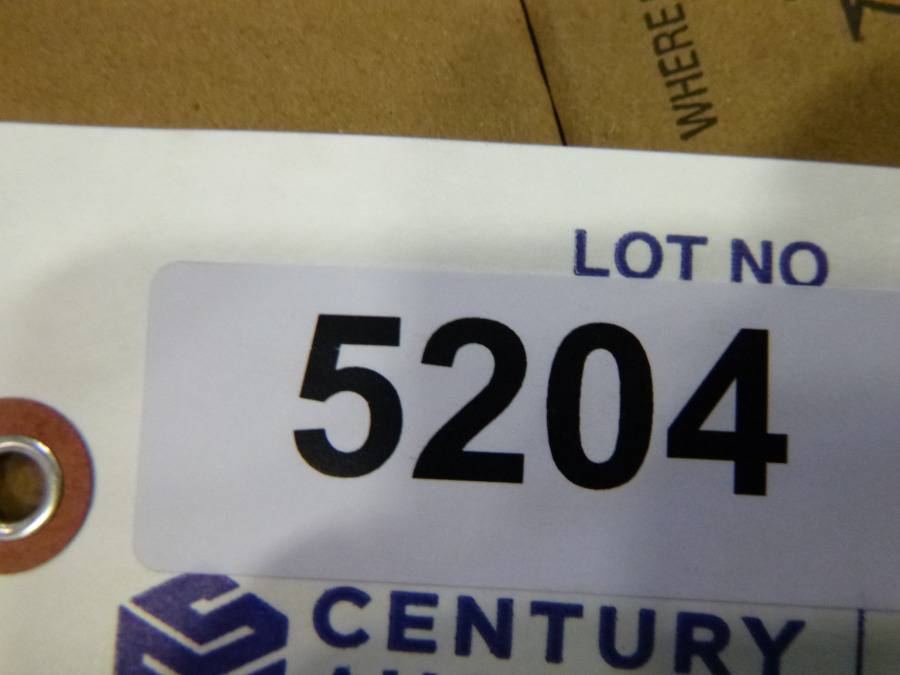 WHERE
LOT NO
5204
CENTURY